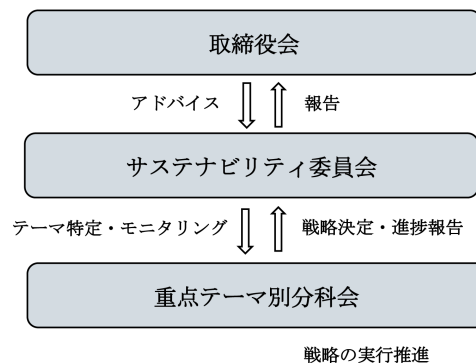 取締役会
アドバイス 報告
サステナビリティ委員会
テーマ特定・モニタリング 戦略決定・進捗報告
重点テーマ別分科会
戦略の実行推進